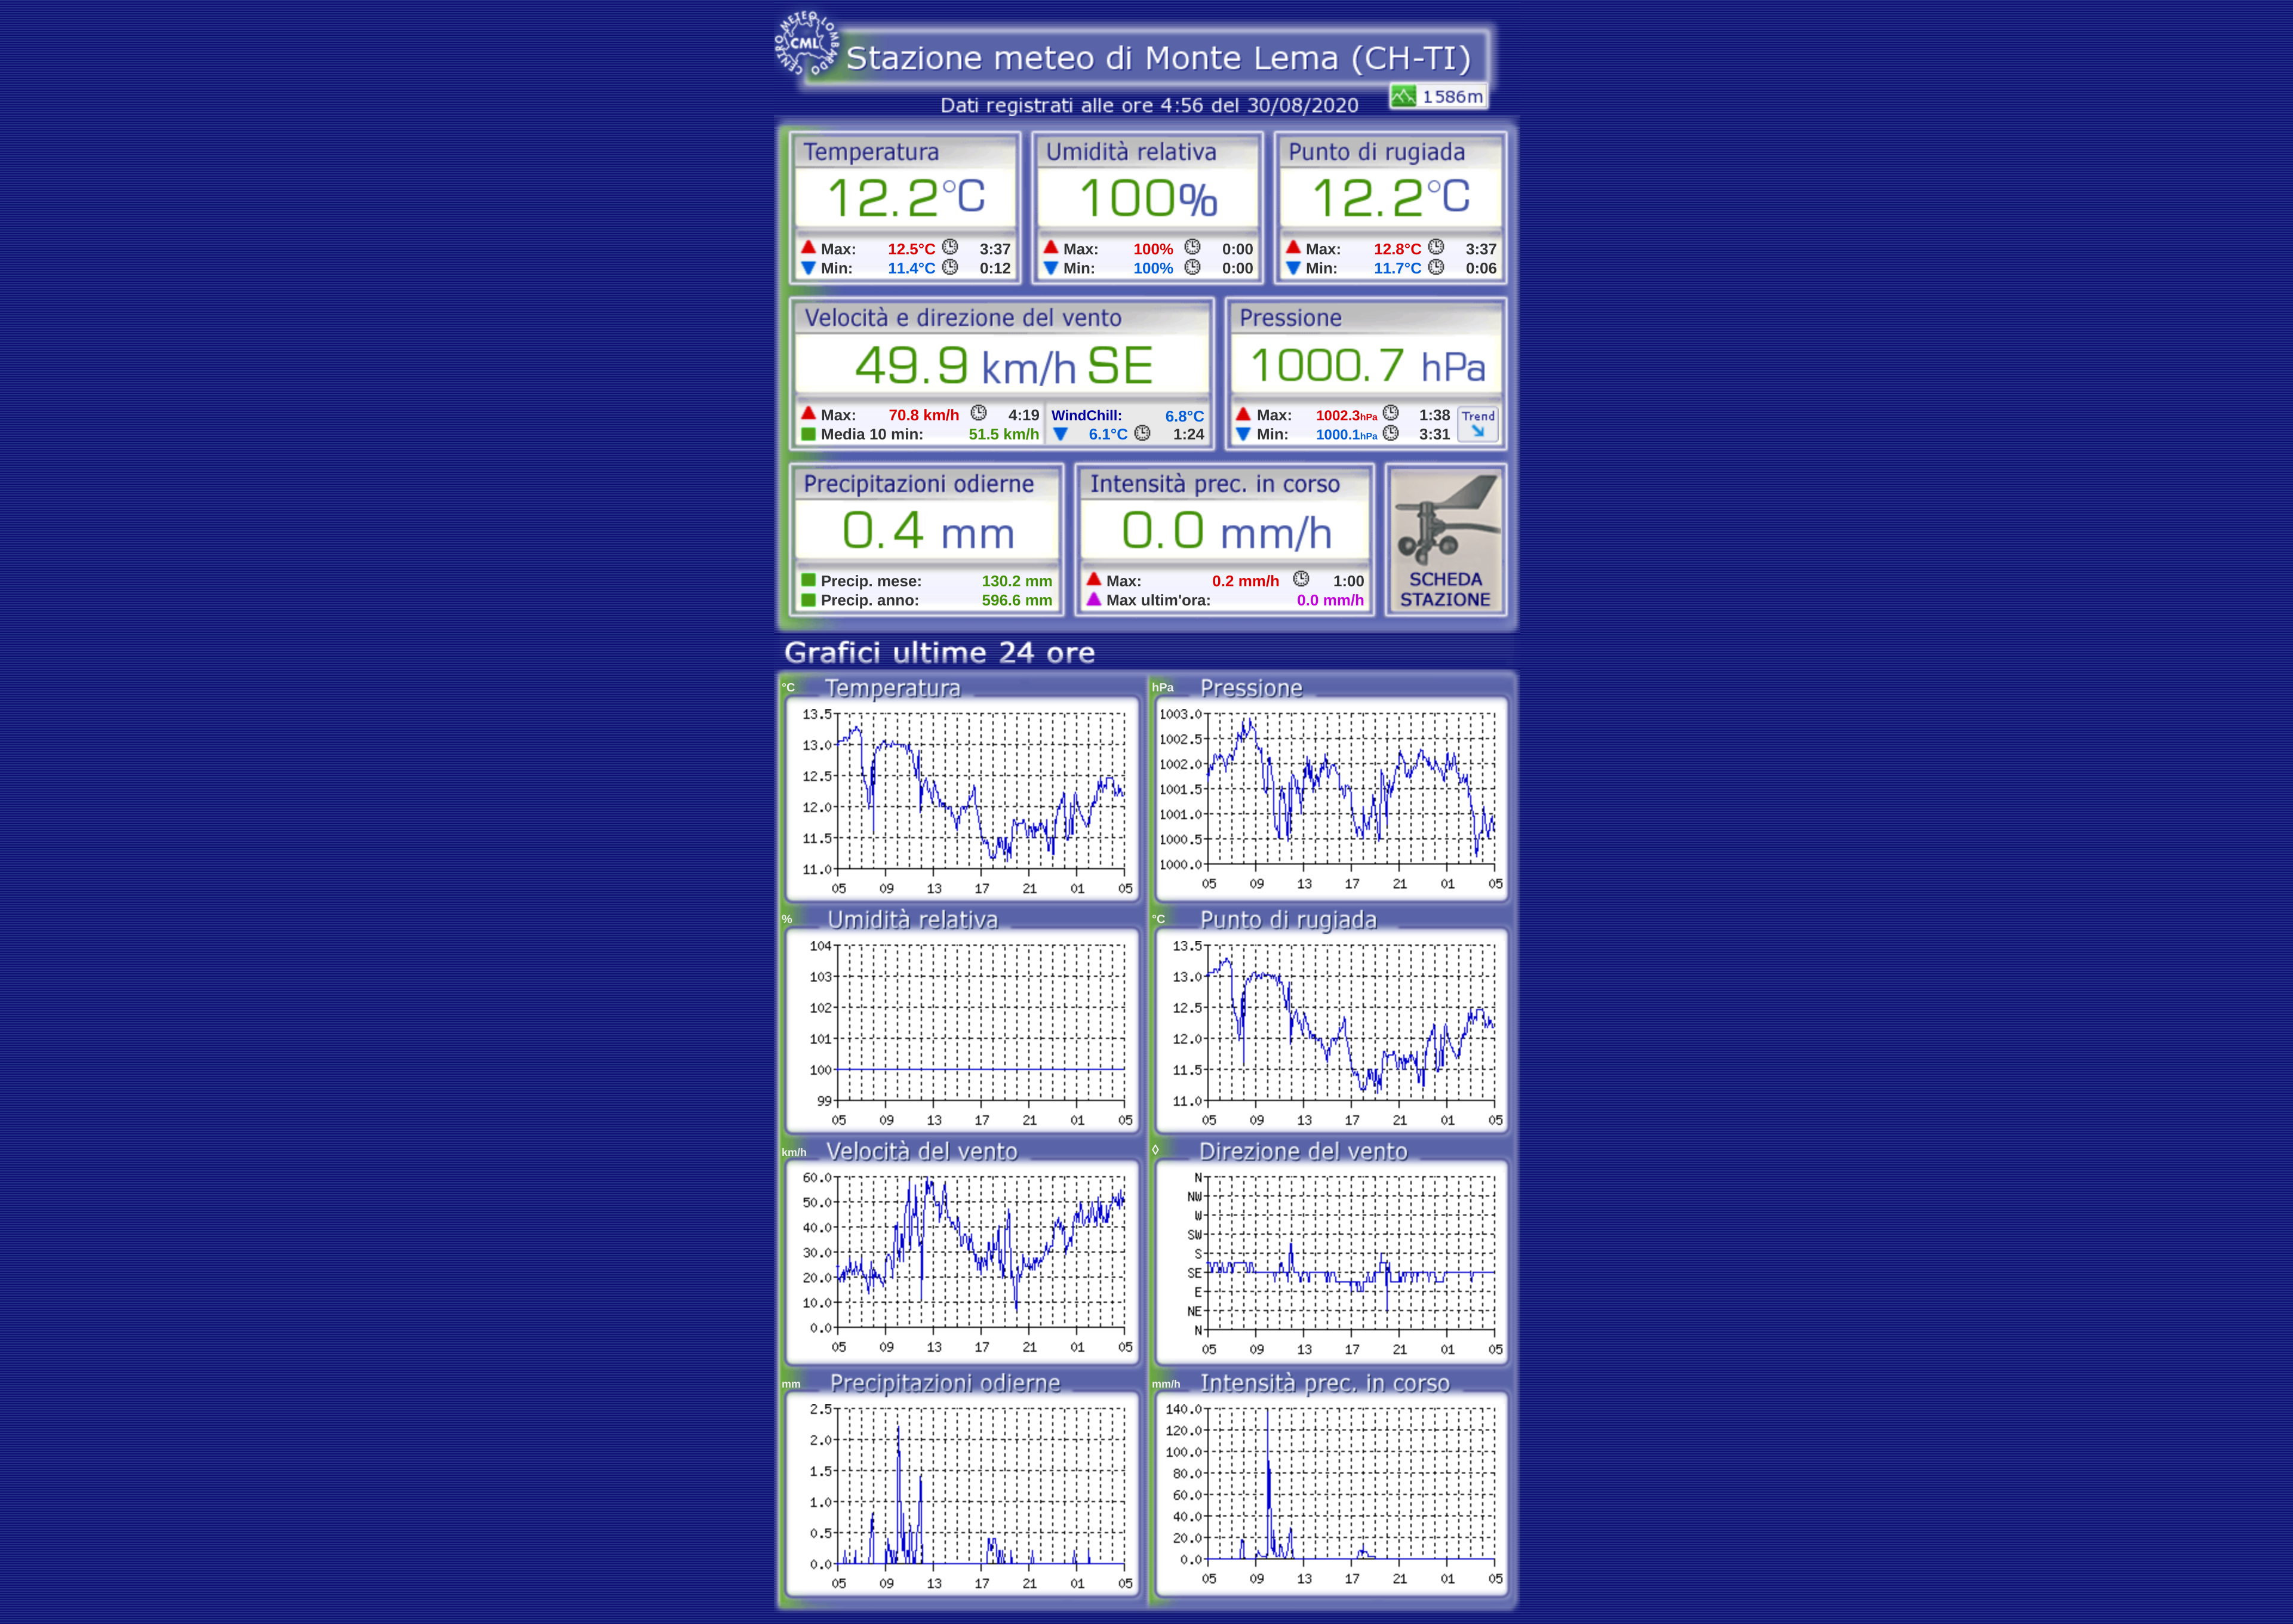 CENTRO METEO LOMBARDO
CML
Stazione meteo di Monte Lema (CH-TI)
Dati registrati alle ore 4:56 del 30/08/2020
1586m
Temperatura
12.2°C
Max: 12.5°C 3:37
Min: 11.4°C 0:12
Umidità relativa
100%
Max: 100% 0:00
Min: 100% 0:00
Punto di rugiada
12.2°C
Max: 12.8°C 3:37
Min: 11.7°C 0:06
Velocità e direzione del vento
49.9 km/h SE
Max: 70.8 km/h 4:19
Media 10 min: 51.5 km/h
WindChill: 6.8°C
6.1°C 1:24
Pressione
1000.7 hPa
Max: 1002.3hPa 1:38
Min: 1000.1hPa 3:31
Trend
Precipitazioni odierne
0.4 mm
Precip. mese: 130.2 mm
Precip. anno: 596.6 mm
Intensità prec. in corso
0.0 mm/h
Max: 0.2 mm/h 1:00
Max ultim'ora: 0.0 mm/h
SCHEDA
STAZIONE
Grafici ultime 24 ore
°C Temperatura
13.5
13.0
12.5
12.0
11.5
11.0
05 09 13 17 21 01 05
hPa Pressione
1003.0
1002.5
1002.0
1001.5
1001.0
1000.5
1000.0
05 09 13 17 21 01 05
% Umidità relativa
104
103
102
101
100
99
05 09 13 17 21 01 05
°C Punto di rugiada
13.5
13.0
12.5
12.0
11.5
11.0
05 09 13 17 21 01 05
km/h Velocità del vento
60.0
50.0
40.0
30.0
20.0
10.0
0.0
05 09 13 17 21 01 05
◊ Direzione del vento
N
NW
W
SW
S
SE
E
NE
N
05 09 13 17 21 01 05
mm Precipitazioni odierne
2.5
2.0
1.5
1.0
0.5
0.0
05 09 13 17 21 01 05
mm/h Intensità prec. in corso
140.0
120.0
100.0
80.0
60.0
40.0
20.0
0.0
05 09 13 17 21 01 05